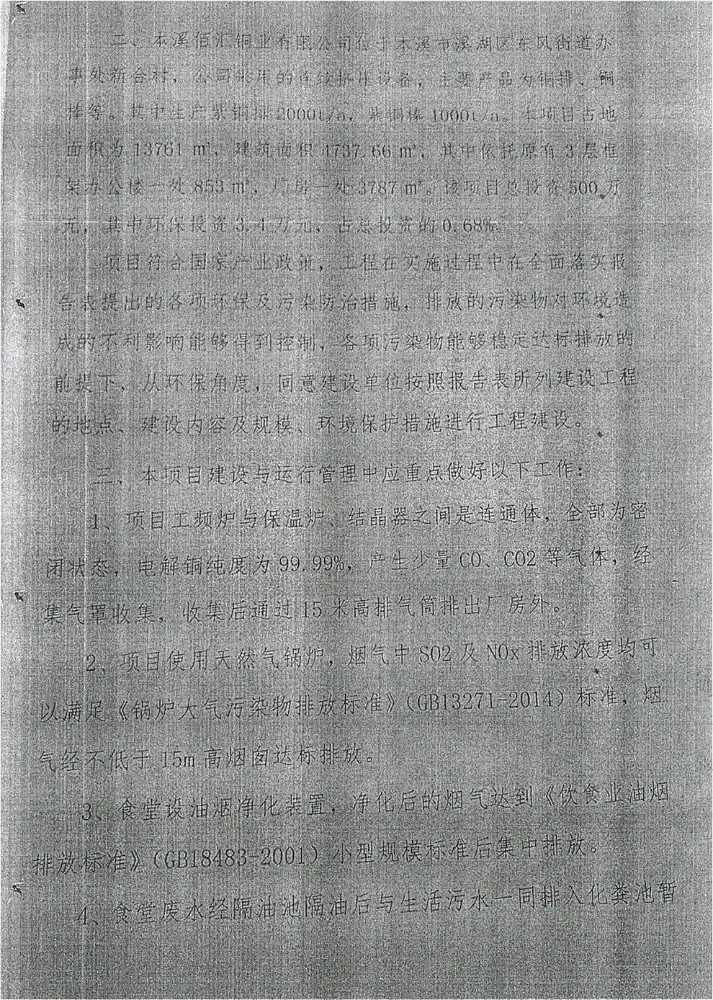 二、本溪佰汇铜业有限公司位于本溪市溪湖区东风街道办
事处新合村，公司采用的连续挤压设备，主要产品为铜排、铜
棒等。其中生产紫铜排2000t/a，紫铜棒1000t/a。本项目占地
面积为13761㎡，建筑面积4737.66㎡，其中依托原有3层框
架办公楼一处853㎡，厂房一处3787㎡。该项目总投资500万
元，其中环保投资3.4万元，占总投资的0.68%。
项目符合国家产业政策，工程在实施过程中在全面落实报
告表提出的各项环保及污染防治措施，排放的污染物对环境造
成的不利影响能够得到控制，各项污染物能够稳定达标排放的
前提下，从环保角度，同意建设单位按照报告表所列建设工程
的地点、建设内容及规模、环境保护措施进行工程建设。
三、本项目建设与运行管理中应重点做好以下工作：
1、项目工频炉与保温炉、结晶器之间是连通体，全部为密
闭状态，电解铜纯度为99.99%，产生少量CO、CO2等气体，经
集气罩收集，收集后通过15米高排气筒排出厂房外。
2、项目使用天然气锅炉，烟气中SO2及NOx排放浓度均可
以满足《锅炉大气污染物排放标准》（GB13271-2014）标准，烟
气经不低于15m高烟囱达标排放。
3、食堂设油烟净化装置，净化后的烟气达到《饮食业油烟
排放标准》（GB18483-2001）小型规模标准后集中排放。
4、食堂废水经隔油池隔油后与生活污水一同排入化粪池暂